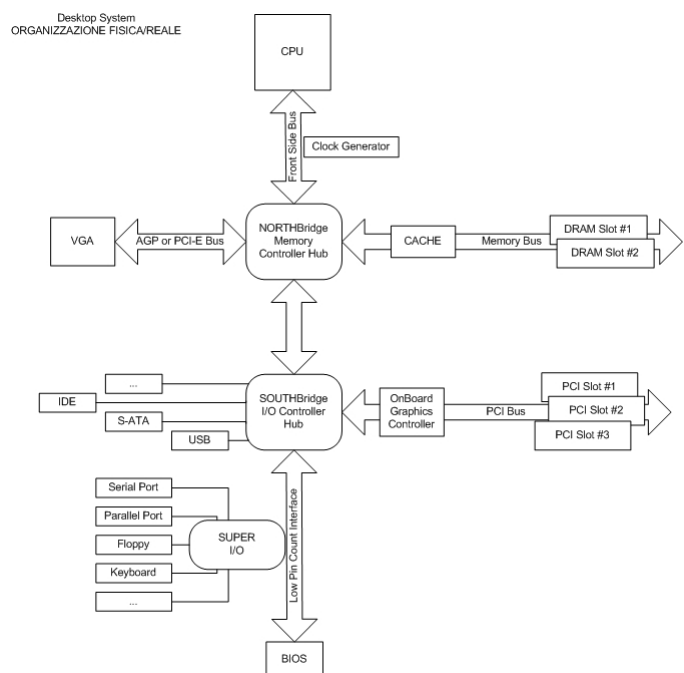 Desktop System
ORGANIZZAZIONE FISICA/REALE
CPU
Front Side Bus
Clock Generator
VGA
AGP or PCI-E Bus
NORTHBridge
Memory
Controller Hub
CACHE
Memory Bus
DRAM Slot #1
DRAM Slot #2
...
IDE
S-ATA
USB
SOUTHBridge
I/O Controller
Hub
OnBoard
Graphics
Controller
PCI Bus
PCI Slot #1
PCI Slot #2
PCI Slot #3
Serial Port
Parallel Port
Floppy
Keyboard
...
SUPER
I/O
Low Pin Count Interface
BIOS